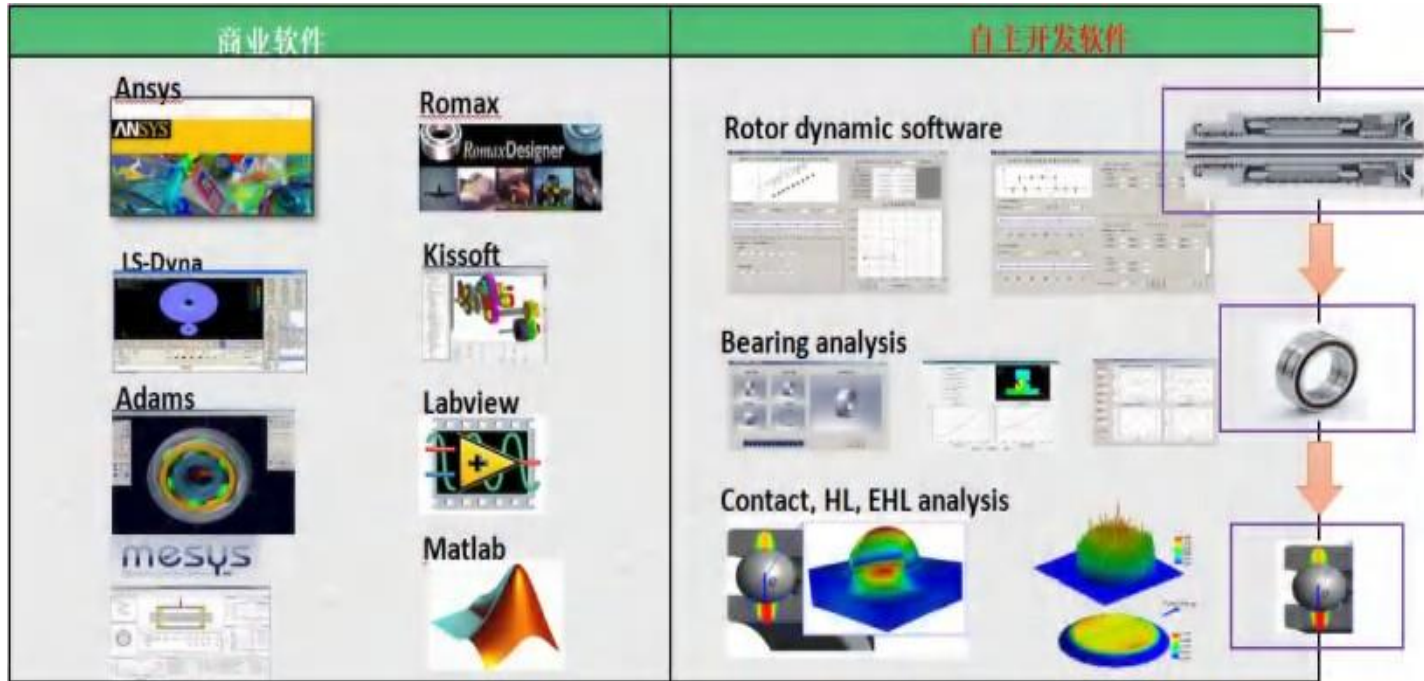 商业软件
自主开发软件
Ansys
ANSYS
Romax
RomaxDesigner
LS-Dyna
Kissoft
Adams
Labview
mesys
Matlab
Rotor dynamic software
Bearing analysis
Contact, HL, EHL analysis